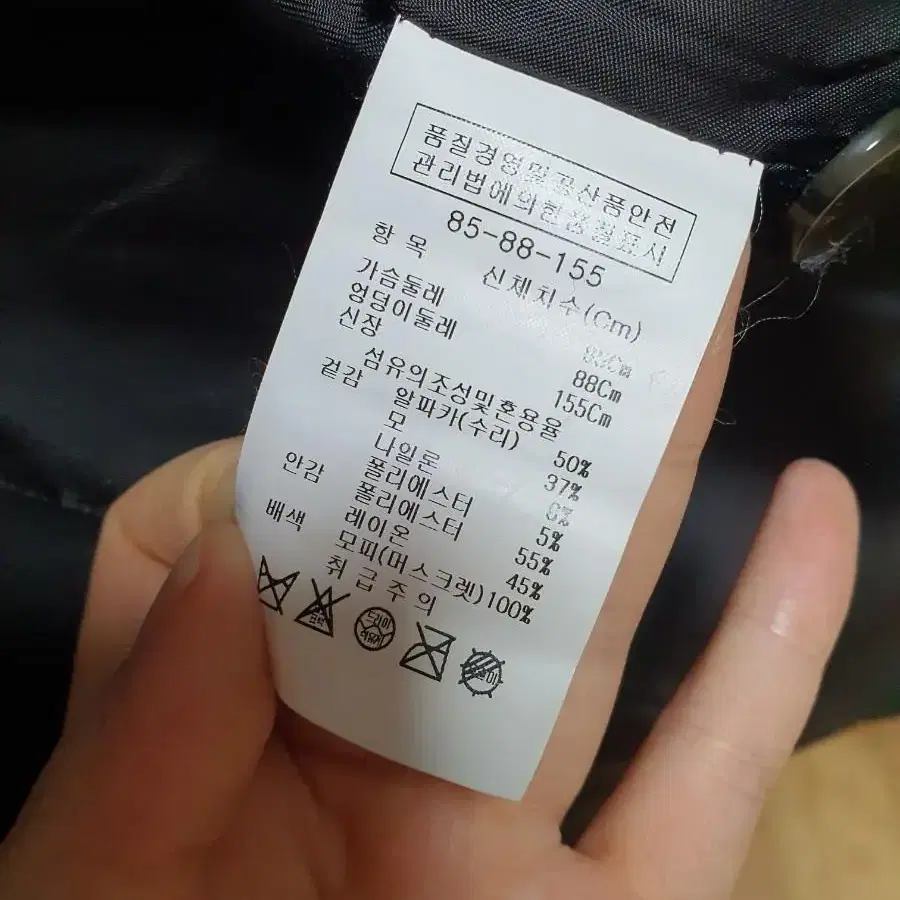 품질경영및공산품안전
관리법에의한품질표시
85-88-155
항 목 신체치수(Cm)
가슴둘레 85Cm
엉덩이둘레 88Cm
신장 155Cm
섬유의조성및혼용율
겉감 알파카(수리) 50%
모 37%
나일론
폴리에스터 5%
안감 폴리에스터 55%
레이온 45%
배색 모피(머스크렛)100%
취 급 주 의
드라이